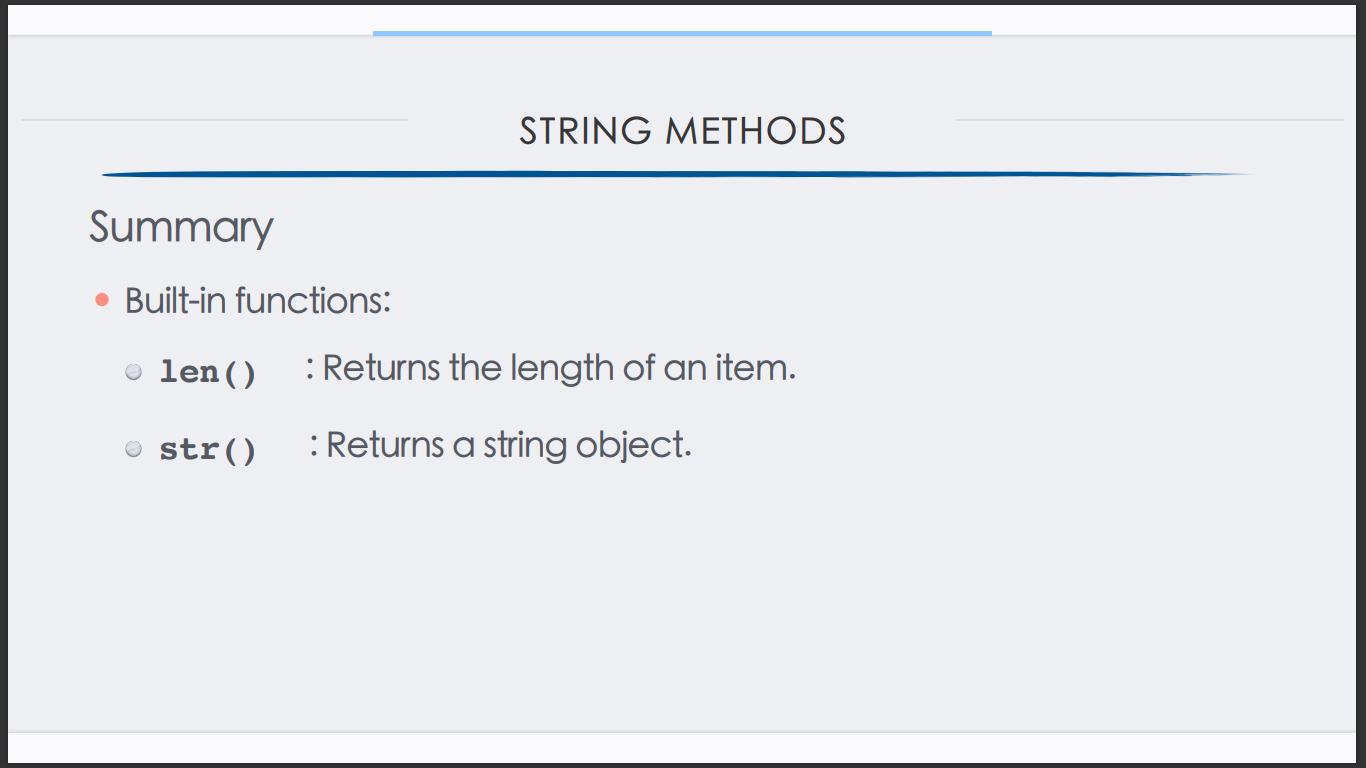 STRING METHODS
Summary
Built-in functions:
len() : Returns the length of an item.
str() : Returns a string object.